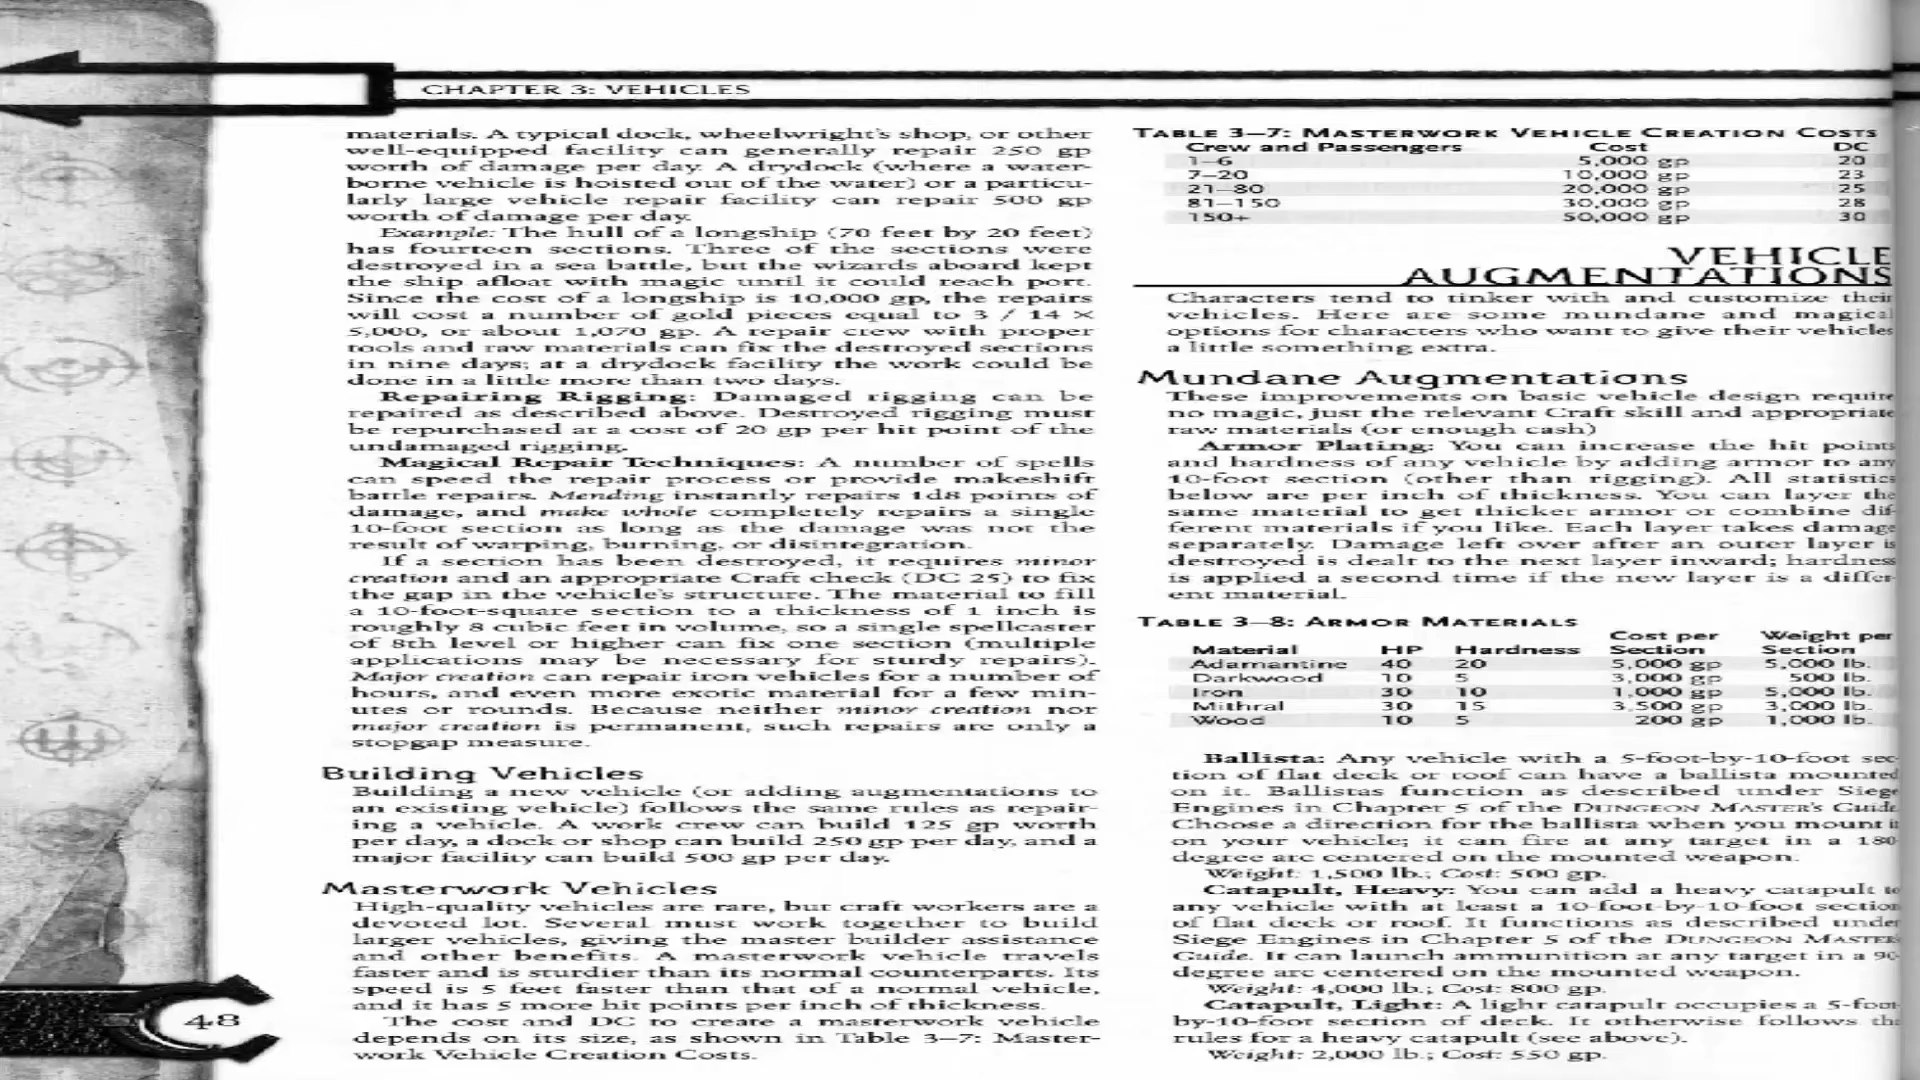 CHAPTER 3: VEHICLES
materials. A typical dock, wheelwright's shop, or other
well-equipped facility can generally repair 250 gp
worth of damage per day. A drydock (where a water-
borne vehicle is hoisted out of the water) or a particu-
larly large vehicle repair facility can repair 500 gp
worth of damage per day.
Example: The hull of a longship (70 feet by 20 feet)
has fourteen sections. Three of the sections were
destroyed in a sea battle, but the wizards aboard kept
the ship afloat with magic until it could reach port.
Since the cost of a longship is 10,000 gp, the repairs
will cost a number of gold pieces equal to 3 / 14 ×
5,000, or about 1,070 gp. A repair crew with proper
tools and raw materials can fix the destroyed sections
in nine days; at a drydock facility the work could be
done in a little more than two days.
Repairing Rigging: Damaged rigging can be
repaired as described above. Destroyed rigging must
be repurchased at a cost of 20 gp per hit point of the
undamaged rigging.
Magical Repair Techniques: A number of spells
can speed the repair process or provide makeshift
battle repairs. Mending instantly repairs 1d8 points of
damage, and make whole completely repairs a single
10-foot section as long as the damage was not the
result of warping, burning, or disintegration.
If a section has been destroyed, it requires minor
creation and an appropriate Craft check (DC 25) to fix
the gap in the vehicle's structure. The material to fill
a 10-foot-square section to a thickness of 1 inch is
roughly 8 cubic feet in volume, so a single spellcaster
of 8th level or higher can fix one section (multiple
applications may be necessary for sturdy repairs).
Major creation can repair iron vehicles for a number of
hours, and even more exotic material for a few min-
utes or rounds. Because neither minor creation nor
major creation is permanent, such repairs are only a
stopgap measure.
Building Vehicles
Building a new vehicle (or adding augmentations to
an existing vehicle) follows the same rules as repair-
ing a vehicle. A work crew can build 125 gp worth
per day, a dock or shop can build 250 gp per day, and a
major facility can build 500 gp per day.
Masterwork Vehicles
High-quality vehicles are rare, but craft workers are a
devoted lot. Several must work together to build
larger vehicles, giving the master builder assistance
and other benefits. A masterwork vehicle travels
faster and is sturdier than its normal counterparts. Its
speed is 5 feet faster than that of a normal vehicle,
and it has 5 more hit points per inch of thickness.
The cost and DC to create a masterwork vehicle
depends on its size, as shown in Table 3–7: Master-
work Vehicle Creation Costs.
48
TABLE 3–7: MASTERWORK VEHICLE CREATION COSTS
Crew and Passengers Cost DC
1–6 5,000 gp 20
7–20 10,000 gp 23
21–80 20,000 gp 25
81–150 30,000 gp 28
150+ 50,000 gp 30
VEHICLE
AUGMENTATIONS
Characters tend to tinker with and customize their
vehicles. Here are some mundane and magical
options for characters who want to give their vehicles
a little something extra.
Mundane Augmentations
These improvements on basic vehicle design require
no magic, just the relevant Craft skill and appropriate
raw materials (or enough cash)
Armor Plating: You can increase the hit points
and hardness of any vehicle by adding armor to any
10-foot section (other than rigging). All statistics
below are per inch of thickness. You can layer the
same material to get thicker armor or combine dif-
ferent materials if you like. Each layer takes damage
separately. Damage left over after an outer layer is
destroyed is dealt to the next layer inward; hardness
is applied a second time if the new layer is a differ-
ent material.
TABLE 3–8: ARMOR MATERIALS
Cost per Weight per
Material HP Hardness Section Section
Adamantine 40 20 5,000 gp 5,000 lb.
Darkwood 10 5 3,000 gp 500 lb.
Iron 30 10 1,000 gp 5,000 lb.
Mithral 30 15 3,500 gp 3,000 lb.
Wood 10 5 200 gp 1,000 lb.
Ballista: Any vehicle with a 5-foot-by-10-foot sec-
tion of flat deck or roof can have a ballista mounted
on it. Ballistas function as described under Siege
Engines in Chapter 5 of the DUNGEON MASTER's Guide.
Choose a direction for the ballista when you mount it
on your vehicle; it can fire at any target in a 180-
degree arc centered on the mounted weapon.
Weight: 1,500 lb.; Cost: 500 gp.
Catapult, Heavy: You can add a heavy catapult to
any vehicle with at least a 10-foot-by-10-foot section
of flat deck or roof. It functions as described under
Siege Engines in Chapter 5 of the DUNGEON MASTER's
Guide. It can launch ammunition at any target in a 90-
degree arc centered on the mounted weapon.
Weight: 4,000 lb.; Cost: 800 gp.
Catapult, Light: A light catapult occupies a 5-foot-
by-10-foot section of deck. It otherwise follows the
rules for a heavy catapult (see above).
Weight: 2,000 lb.; Cost: 550 gp.